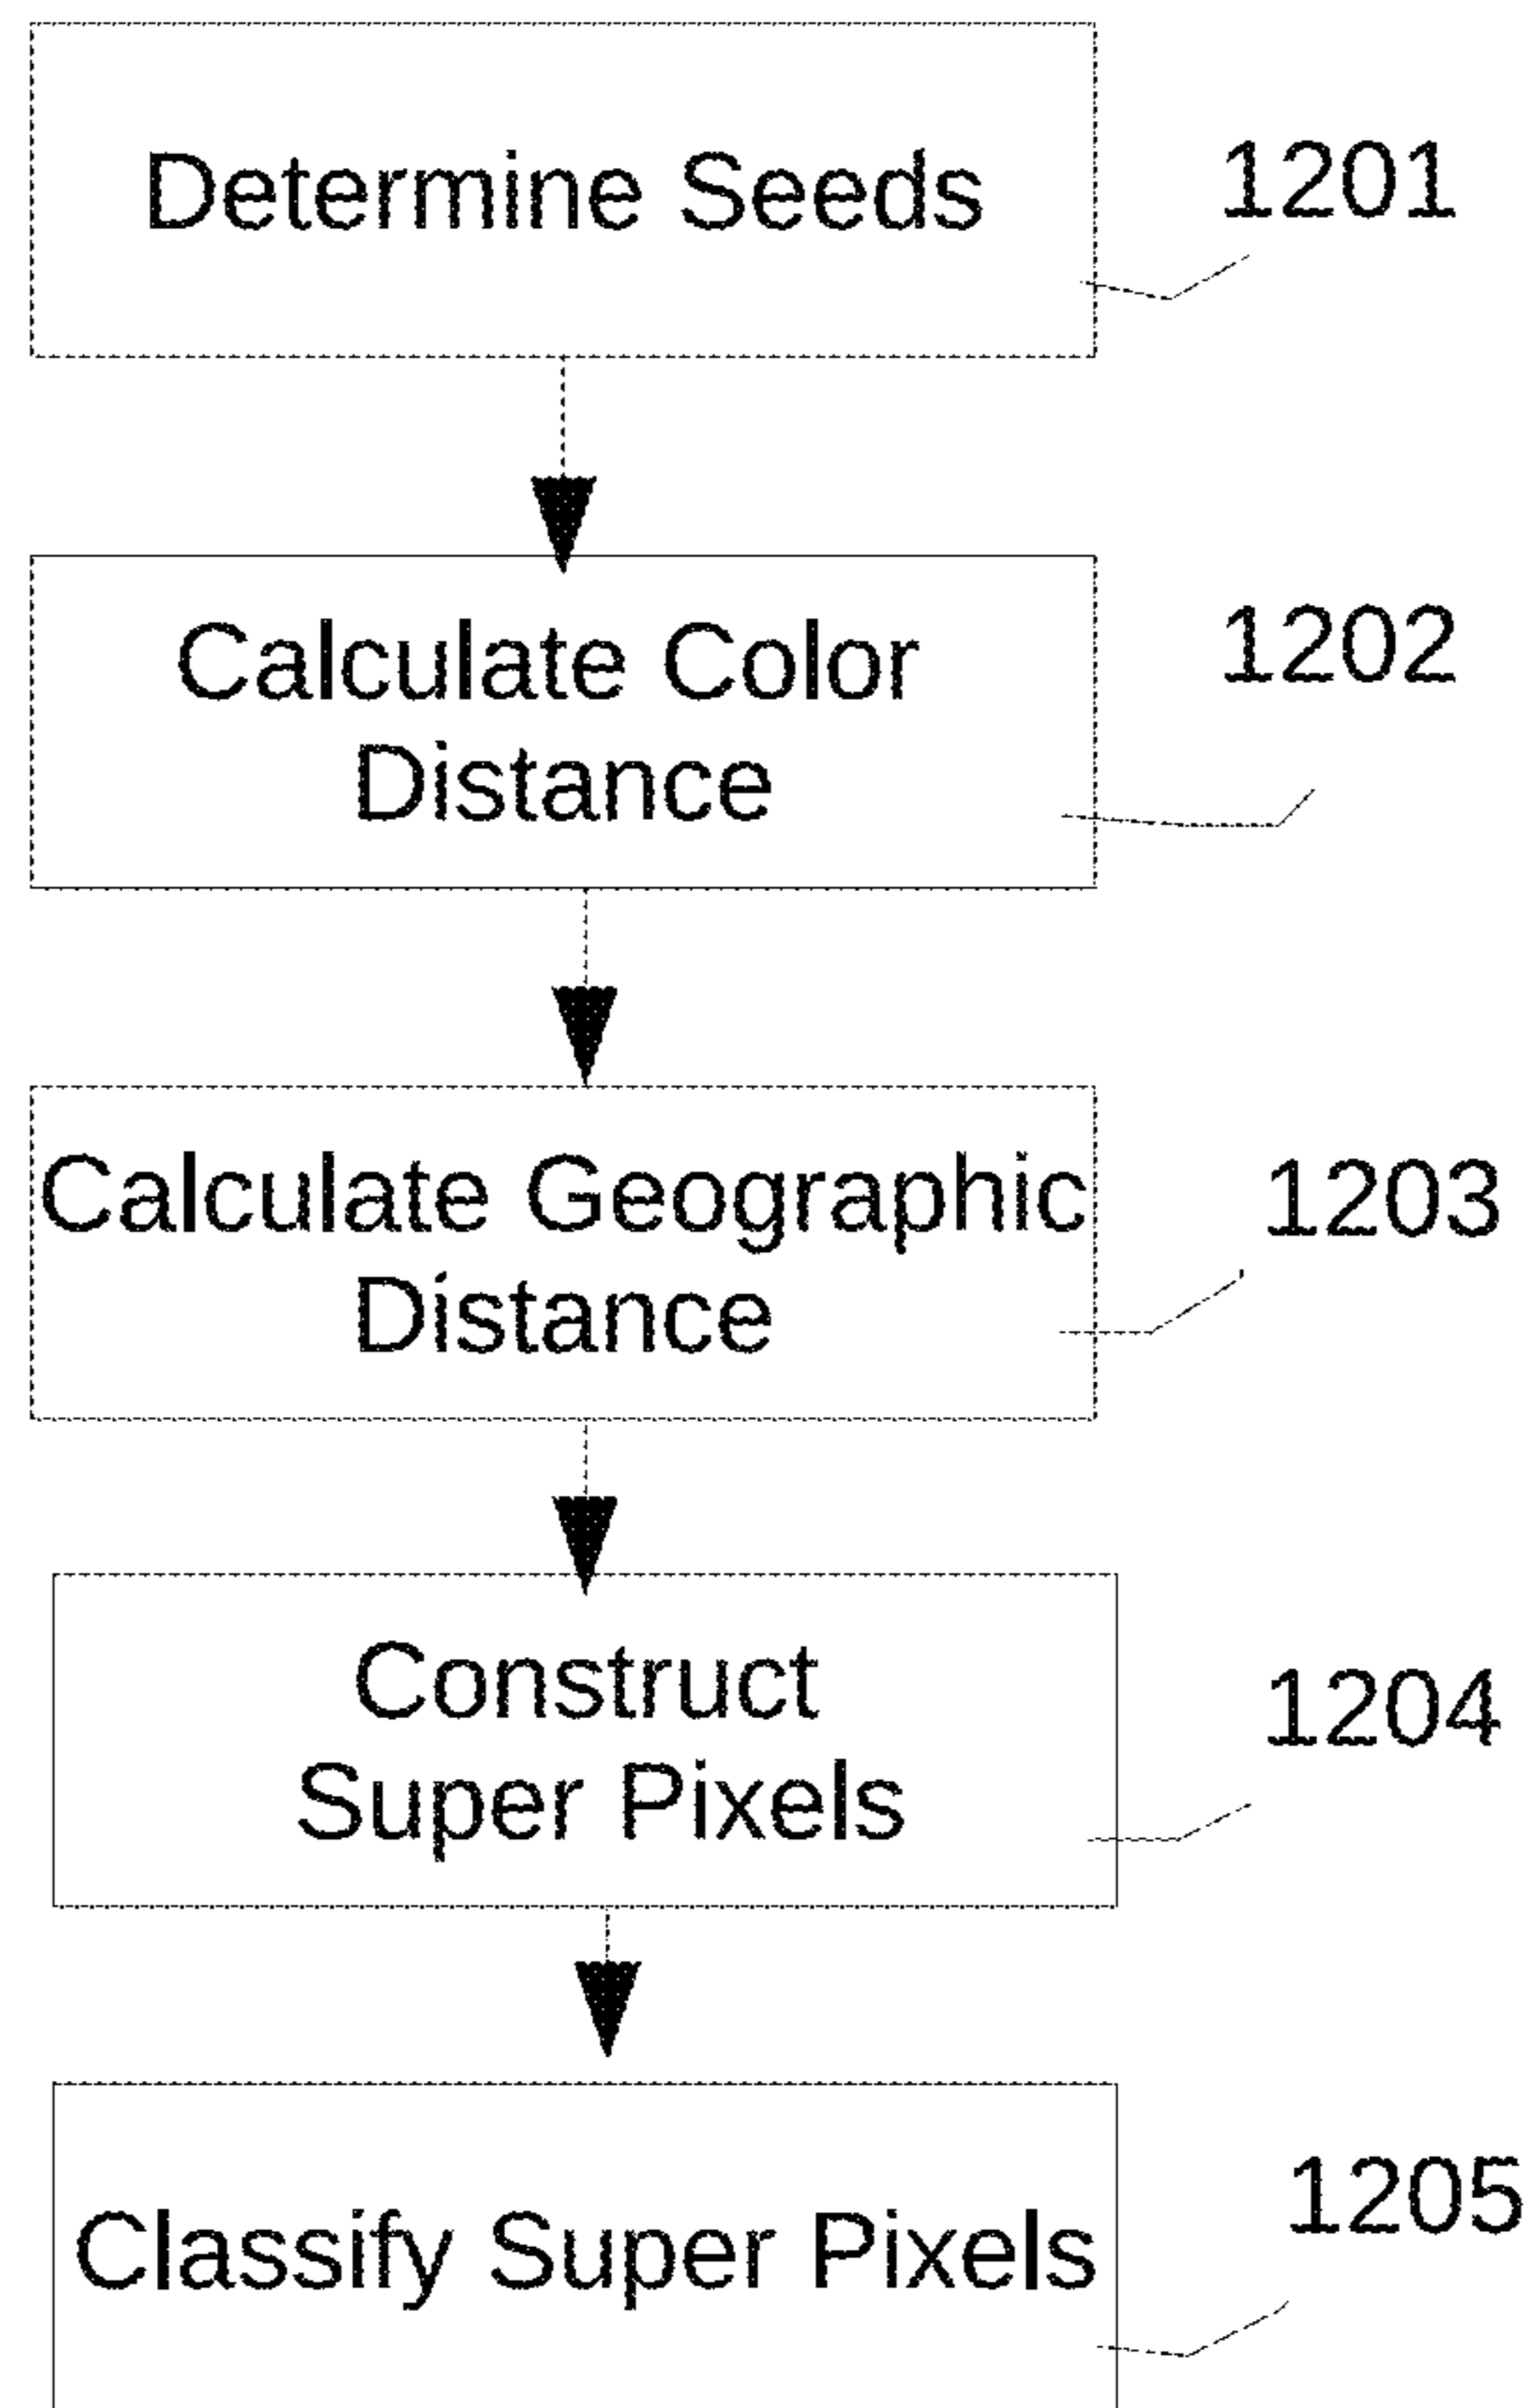 Determine Seeds
1201
Calculate Color
Distance
1202
Calculate Geographic
Distance
1203
Construct
Super Pixels
1204
Classify Super Pixels
1205